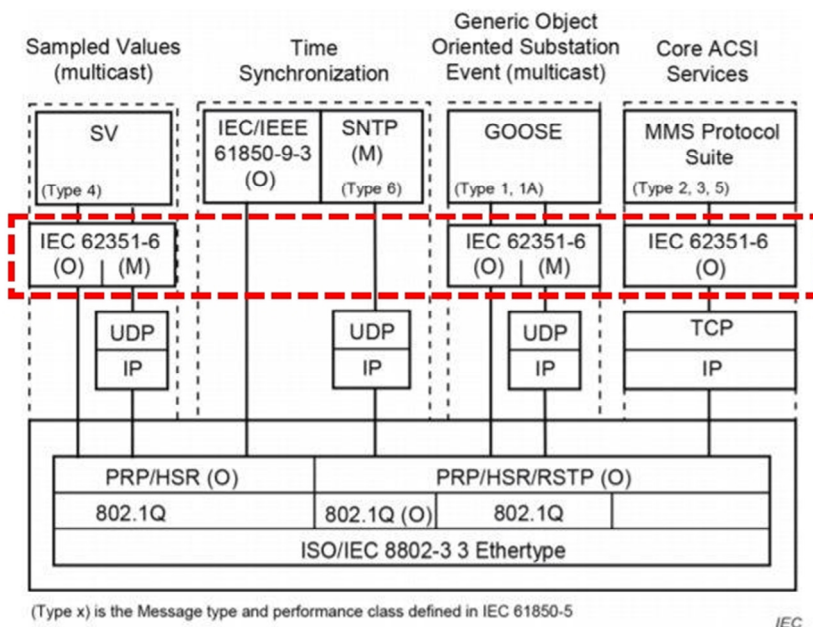 Sampled Values
(multicast)
Time
Synchronization
Generic Object
Oriented Substation
Event (multicast)
Core ACSI
Services
SV
(Type 4)
IEC/IEEE
61850-9-3
(O)
SNTP
(M)
(Type 6)
GOOSE
(Type 1, 1A)
MMS Protocol
Suite
(Type 2, 3, 5)
IEC 62351-6
(O) | (M)
IEC 62351-6
(O) | (M)
IEC 62351-6
(O)
UDP
IP
UDP
IP
UDP
IP
TCP
IP
PRP/HSR (O)
PRP/HSR/RSTP (O)
802.1Q
802.1Q (O)
802.1Q
ISO/IEC 8802-3 3 Ethertype
(Type x) is the Message type and performance class defined in IEC 61850-5
IEC